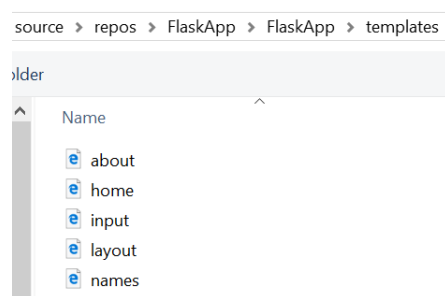 source > repos > FlaskApp > FlaskApp > templates
older
Name
about
home
input
layout
names